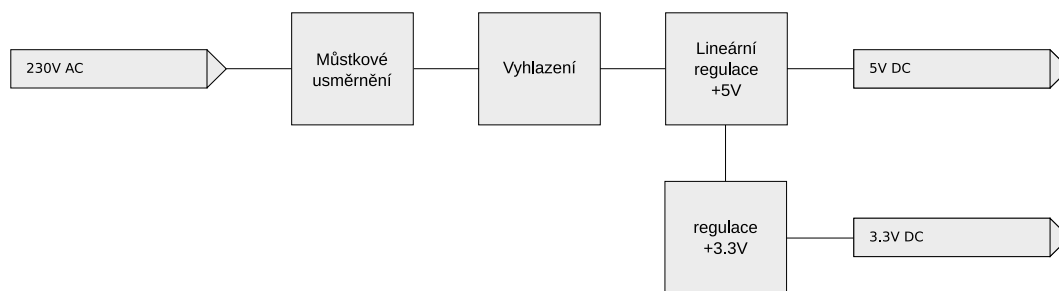 230V AC
Můstkové
usměrnění
Vyhlazení
Lineární
regulace
+5V
5V DC
regulace
+3.3V
3.3V DC